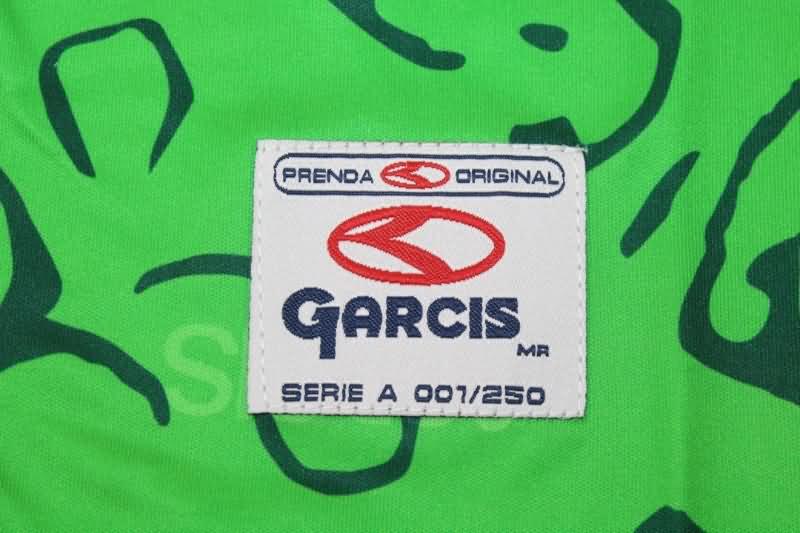 PRENDA ORIGINAL
GARCIS
MR
SERIE A 001/250